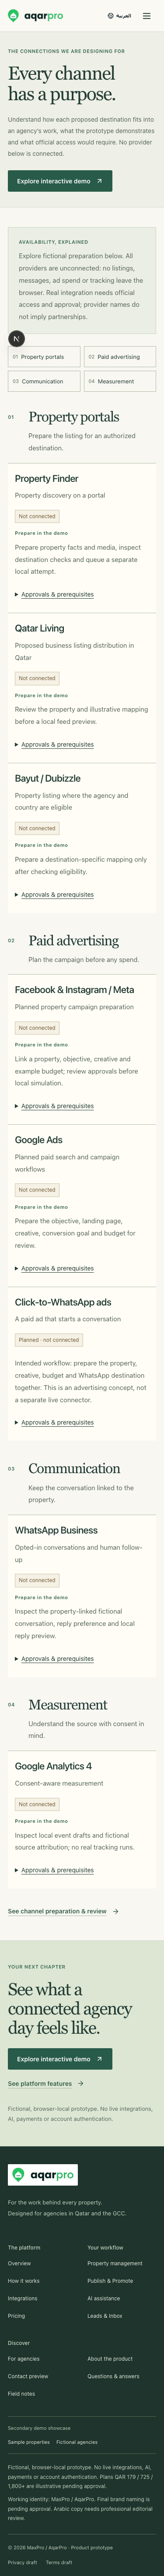 aqarpro
العربية
THE CONNECTIONS WE ARE DESIGNING FOR
Every channel
has a purpose.
Understand how each proposed destination fits into
an agency's work, what the prototype demonstrates
and what official access would require. No provider
below is connected.
Explore interactive demo
AVAILABILITY, EXPLAINED
Explore fictional preparation below. All
providers are unconnected: no listings,
messages, ad spend or tracking leave the
browser. Real integration needs official
access and approval; provider names do
not imply partnerships.
N
01 Property portals
02 Paid advertising
03 Communication
04 Measurement
01 Property portals
Prepare the listing for an authorized
destination.
Property Finder
Property discovery on a portal
Not connected
Prepare in the demo
Prepare property facts and media, inspect
destination checks and queue a separate
local attempt.
Approvals & prerequisites
Qatar Living
Proposed business listing distribution in
Qatar
Not connected
Prepare in the demo
Review the property and illustrative mapping
before a local preview.
Approvals & prerequisites
Bayut / Dubizzle
Property listing where the agency and
country are eligible
Not connected
Prepare in the demo
Prepare a destination-specific mapping only
after checking eligibility.
Approvals & prerequisites
02 Paid advertising
Plan the campaign before any spend.
Facebook & Instagram / Meta
Planned property campaign preparation
Not connected
Prepare in the demo
Link a property, objective, creative and
example budget; review approvals before
local simulation.
Approvals & prerequisites
Google Ads
Planned paid search and campaign
workflows
Not connected
Prepare in the demo
Prepare the objective, landing page,
creative, conversion goal and budget for
review.
Approvals & prerequisites
Click-to-WhatsApp ads
A paid ad that starts a conversation
Planned · not connected
Intended workflow: prepare the property,
creative, budget and WhatsApp destination
together. This is an advertising concept, not
a separate live connector.
Approvals & prerequisites
03 Communication
Keep the conversation linked to the
property.
WhatsApp Business
Opted-in conversations and human follow-
up
Not connected
Prepare in the demo
Inspect the property-linked fictional
conversation, reply preference and local
reply preview.
Approvals & prerequisites
04 Measurement
Understand the source with consent in
mind.
Google Analytics 4
Consent-aware measurement
Not connected
Prepare in the demo
Inspect local event drafts and fictional
source attribution; no real tracking runs.
Approvals & prerequisites
See channel preparation & review
YOUR NEXT CHAPTER
See what a
connected agency
day feels like.
Explore interactive demo
See platform features
Fictional, browser-local prototype. No live integrations,
AI, payments or account authentication.
aqarpro
For the work behind every property.
Designed for agencies in Qatar and the GCC.
The platform
Your workflow
Overview
Property management
How it works
Publish & Promote
Integrations
AI assistance
Pricing
Leads & Inbox
Discover
For agencies
About the product
Contact preview
Questions & answers
Field notes
Secondary demo showcase
Sample properties
Fictional agencies
Fictional, browser-local prototype. No live integrations, AI,
payments or account authentication. Plans QAR 179 / 725 /
1,800+ are illustrative pending approval.
Working identity: MaxPro / AqarPro. Final brand naming is
pending approval. Arabic copy needs professional editorial
review.
© 2026 MaxPro / AqarPro · Product prototype
Privacy draft
Terms draft